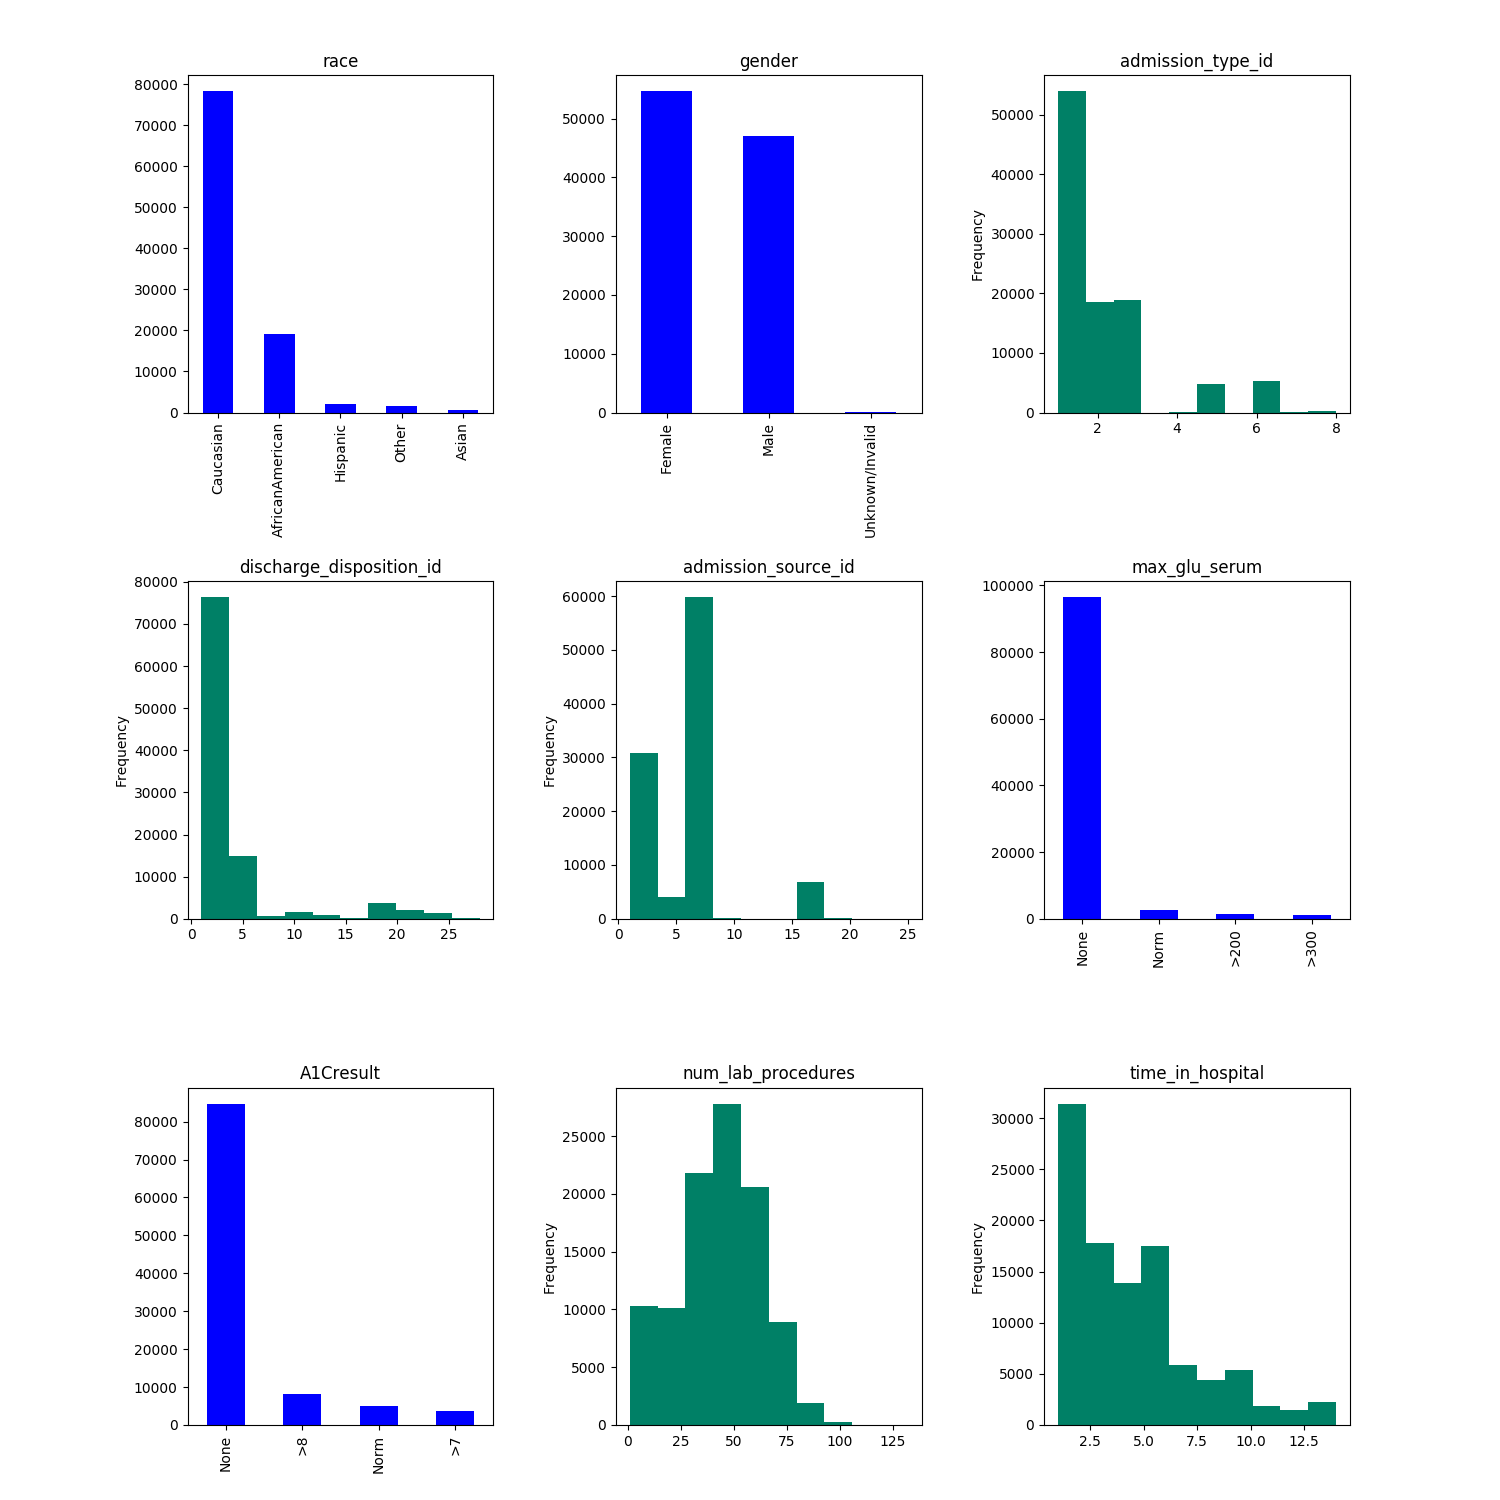 race
80000
70000
60000
50000
40000
30000
20000
10000
0
Caucasian
AfricanAmerican
Hispanic
Other
Asian
gender
50000
40000
30000
20000
10000
0
Female
Male
Unknown/Invalid
admission_type_id
Frequency
50000
40000
30000
20000
10000
0
2 4 6 8
discharge_disposition_id
Frequency
80000
70000
60000
50000
40000
30000
20000
10000
0
0 5 10 15 20 25
admission_source_id
Frequency
60000
50000
40000
30000
20000
10000
0
0 5 10 15 20 25
max_glu_serum
100000
80000
60000
40000
20000
0
None
Norm
>200
>300
A1Cresult
80000
70000
60000
50000
40000
30000
20000
10000
0
None
>8
Norm
>7
num_lab_procedures
Frequency
25000
20000
15000
10000
5000
0
0 25 50 75 100 125
time_in_hospital
Frequency
30000
25000
20000
15000
10000
5000
0
2.5 5.0 7.5 10.0 12.5